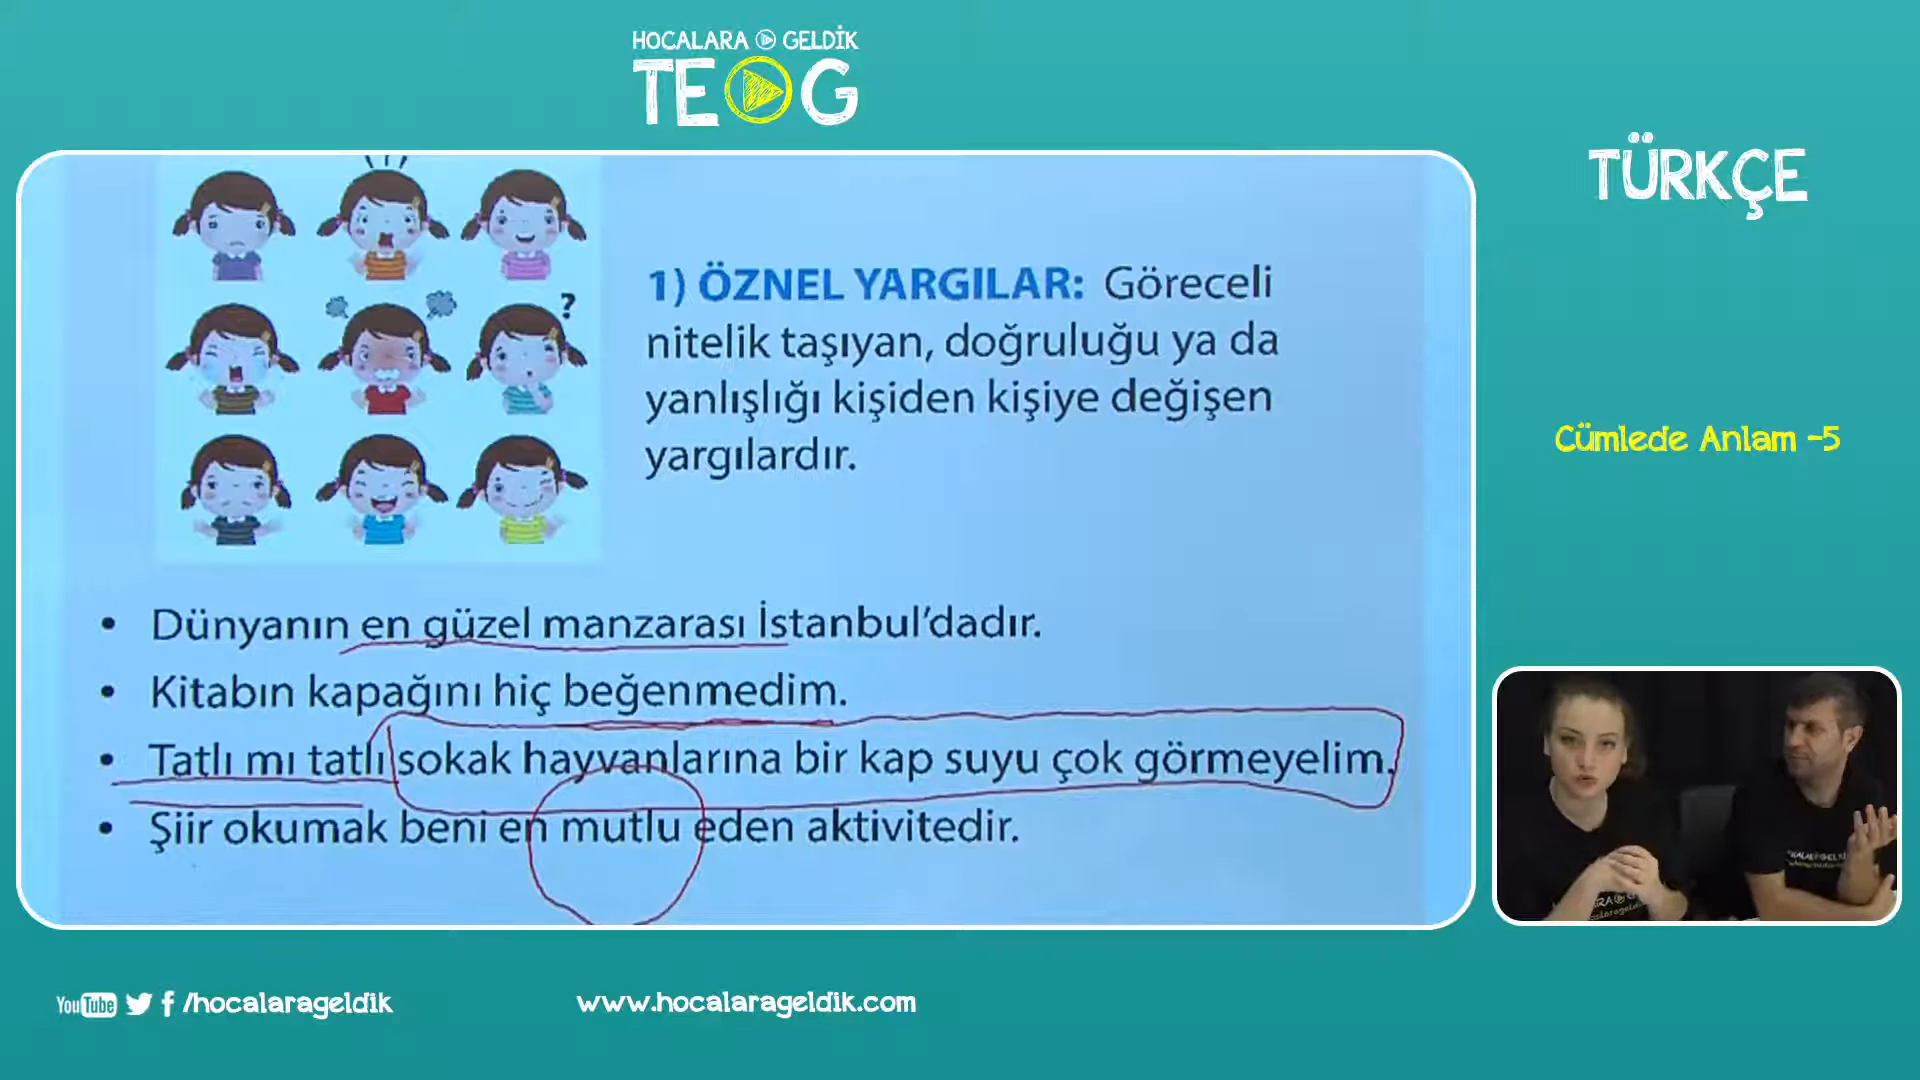 HOCALARA GELDİK
TEOG
TÜRKÇE
?
1) ÖZNEL YARGILAR: Göreceli
nitelik taşıyan, doğruluğu ya da
yanlışlığı kişiden kişiye değişen
yargılardır.
Cümlede Anlam -5
• Dünyanın en güzel manzarası İstanbul'dadır.
• Kitabın kapağını hiç beğenmedim.
• Tatlı mı tatlı sokak hayvanlarına bir kap suyu çok görmeyelim.
• Şiir okumak beni en mutlu eden aktivitedir.
YouTube /hocalarageldik
www.hocalarageldik.com